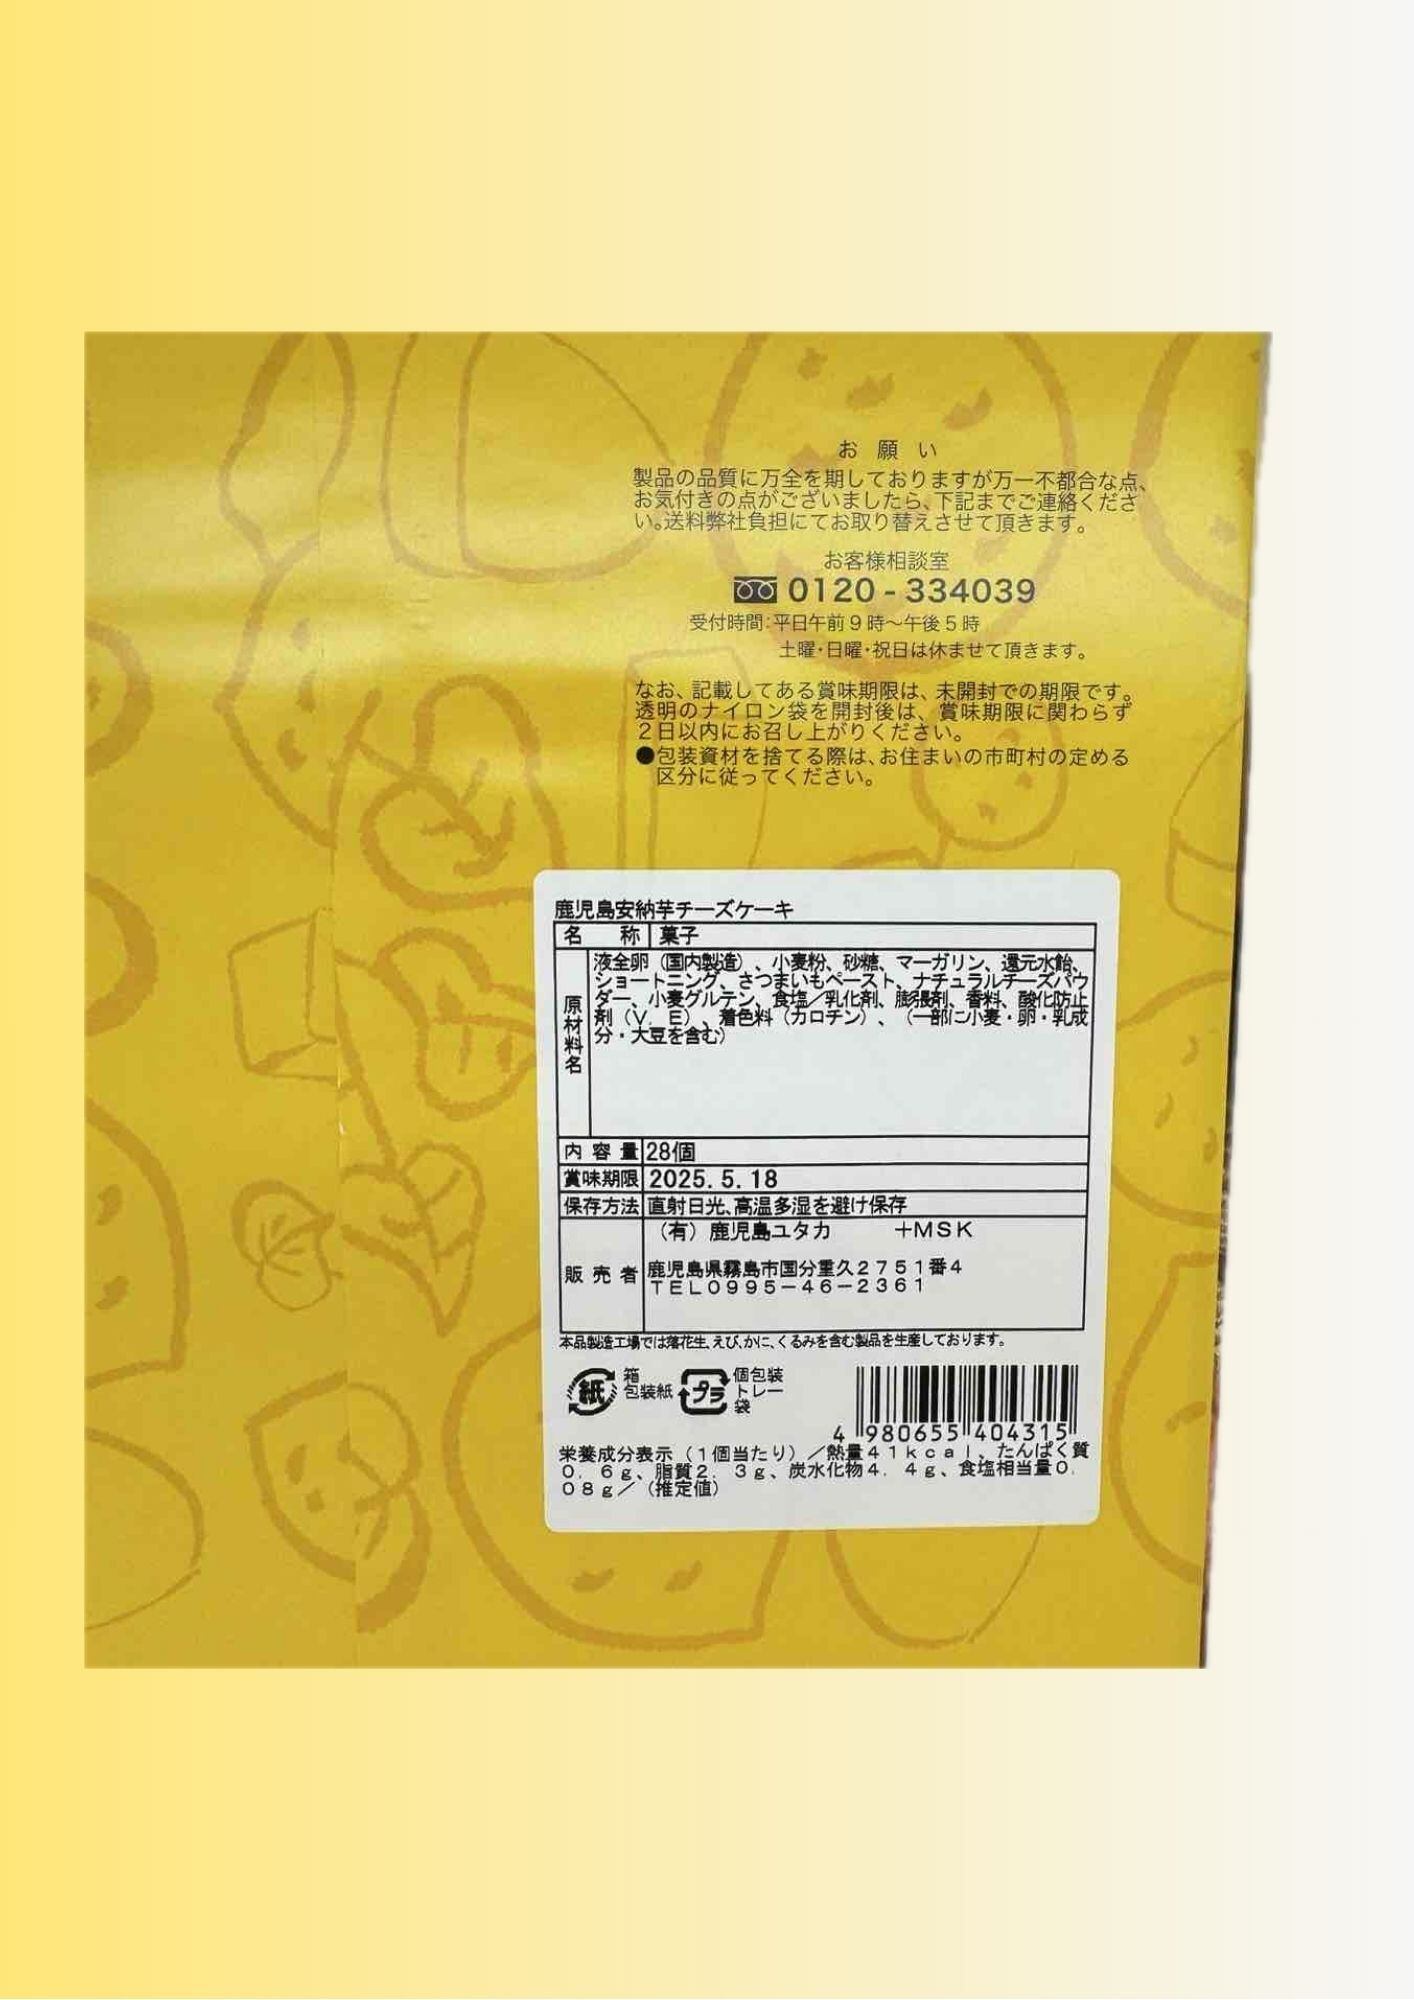 お願い
製品の品質に万全を期しておりますが万一不都合な点、
お気付きの点がございましたら、下記までご連絡くださ
い。送料弊社負担にてお取り替えさせて頂きます。
お客様相談室
0120-334039
受付時間:平日午前9時～午後5時
土曜・日曜・祝日は休ませて頂きます。
なお、記載してある賞味期限は、未開封での期限です。
透明のナイロン袋を開封後は、賞味期限に関わらず
2日以内にお召し上がりください。
●包装資材を捨てる際は、お住まいの市町村の定める
区分に従ってください。
鹿児島安納芋チーズケーキ
名称 菓子
原材料名
液全卵（国内製造）、小麦粉、砂糖、マーガリン、還元水飴、
ショートニング、さつまいもペースト、ナチュラルチーズパウ
ダー、小麦グルテン、食塩／乳化剤、膨張剤、香料、酸化防止
剤（V．E）、着色料（カロチン）、（一部に小麦・卵・乳成
分・大豆を含む）
内容量 28個
賞味期限 2025.5.18
保存方法 直射日光、高温多湿を避け保存
販売者
（有）鹿児島ユタカ ＋MSK
鹿児島県霧島市国分重久2751番4
TEL0995－46－2361
本品製造工場では落花生、えび、かに、くるみを含む製品を生産しております。
紙 箱 包装紙
プラ 個包装 トレー 袋
4 980655 404315
栄養成分表示（1個当たり）／熱量41kcal、たんぱく質
0．6g、脂質2．3g、炭水化物4．4g、食塩相当量0．
08g／（推定値）